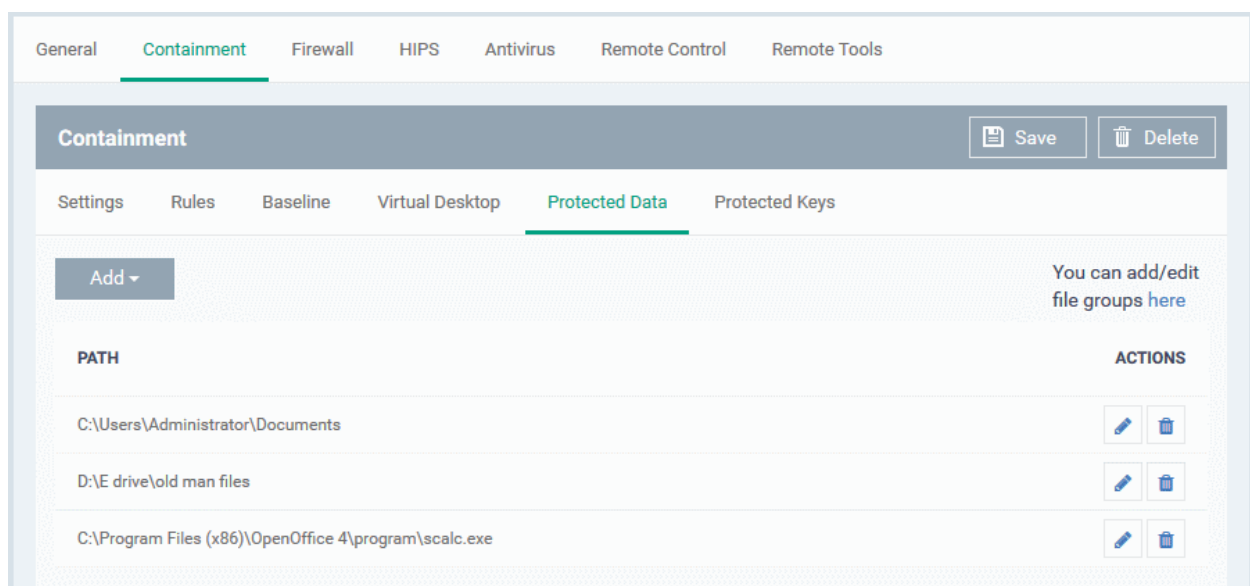 General Containment Firewall HIPS Antivirus Remote Control Remote Tools
Containment Save Delete
Settings Rules Baseline Virtual Desktop Protected Data Protected Keys
Add
You can add/edit
file groups here
PATH ACTIONS
C:\Users\Administrator\Documents
D:\E drive\old man files
C:\Program Files (x86)\OpenOffice 4\program\scalc.exe